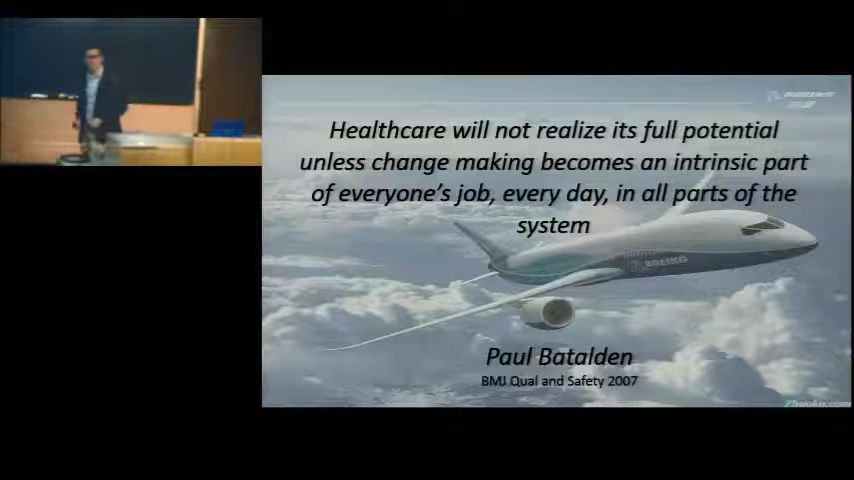 Healthcare will not realize its full potential
unless change making becomes an intrinsic part
of everyone's job, every day, in all parts of the
system
BOEING
Paul Batalden
BMJ Qual and Safety 2007